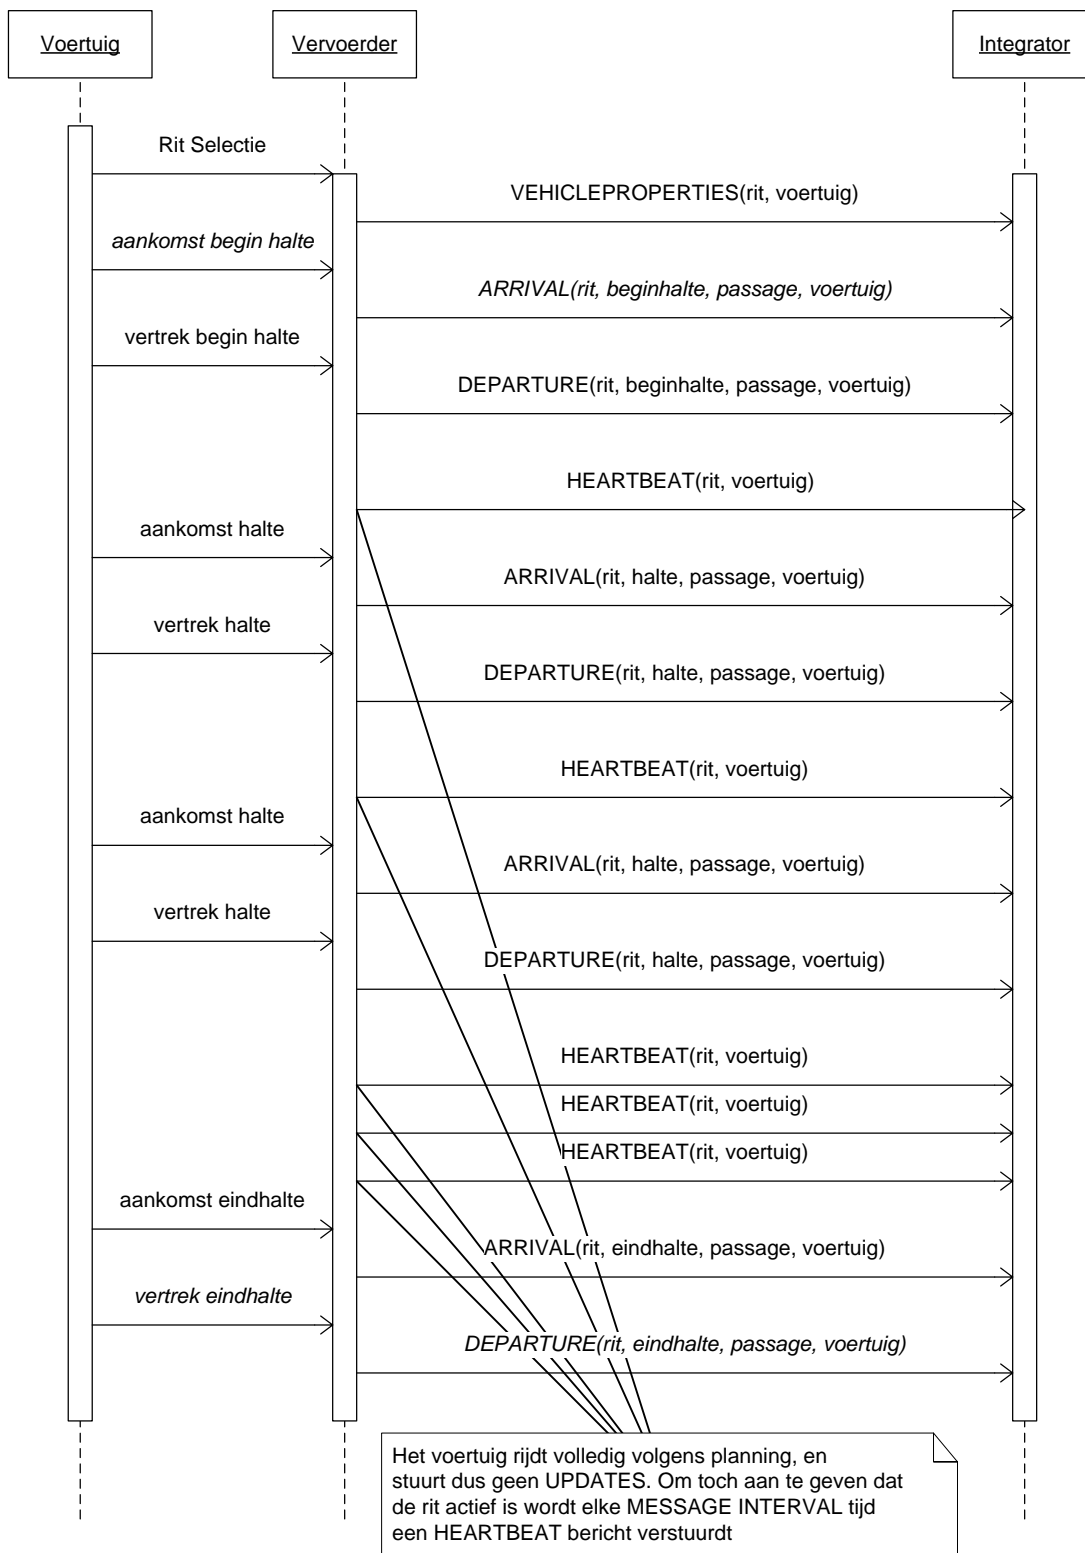 Voertuig
Vervoerder
Integrator
Rit Selectie
VEHICLEPROPERTIES(rit, voertuig)
aankomst begin halte
ARRIVAL(rit, beginhalte, passage, voertuig)
vertrek begin halte
DEPARTURE(rit, beginhalte, passage, voertuig)
HEARTBEAT(rit, voertuig)
aankomst halte
ARRIVAL(rit, halte, passage, voertuig)
vertrek halte
DEPARTURE(rit, halte, passage, voertuig)
HEARTBEAT(rit, voertuig)
aankomst halte
ARRIVAL(rit, halte, passage, voertuig)
vertrek halte
DEPARTURE(rit, halte, passage, voertuig)
HEARTBEAT(rit, voertuig)
HEARTBEAT(rit, voertuig)
HEARTBEAT(rit, voertuig)
aankomst eindhalte
ARRIVAL(rit, eindhalte, passage, voertuig)
vertrek eindhalte
DEPARTURE(rit, eindhalte, passage, voertuig)
Het voertuig rijdt volledig volgens planning, en
stuurt dus geen UPDATES. Om toch aan te geven dat
de rit actief is wordt elke MESSAGE INTERVAL tijd
een HEARTBEAT bericht verstuurdt